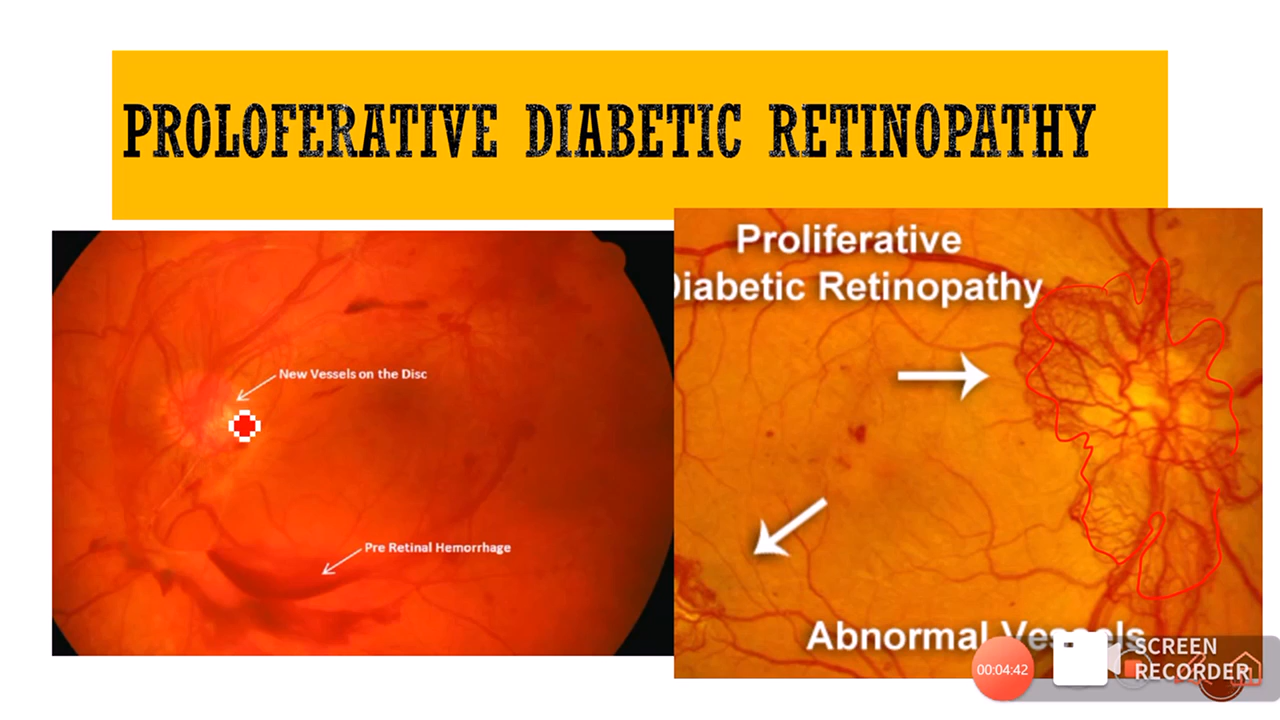 PROLOFERATIVE DIABETIC RETINOPATHY
New Vessels on the Disc
Pre Retinal Hemorrhage
Proliferative
Diabetic Retinopathy
Abnormal Vessels
00:04:42
SCREEN
RECORDER